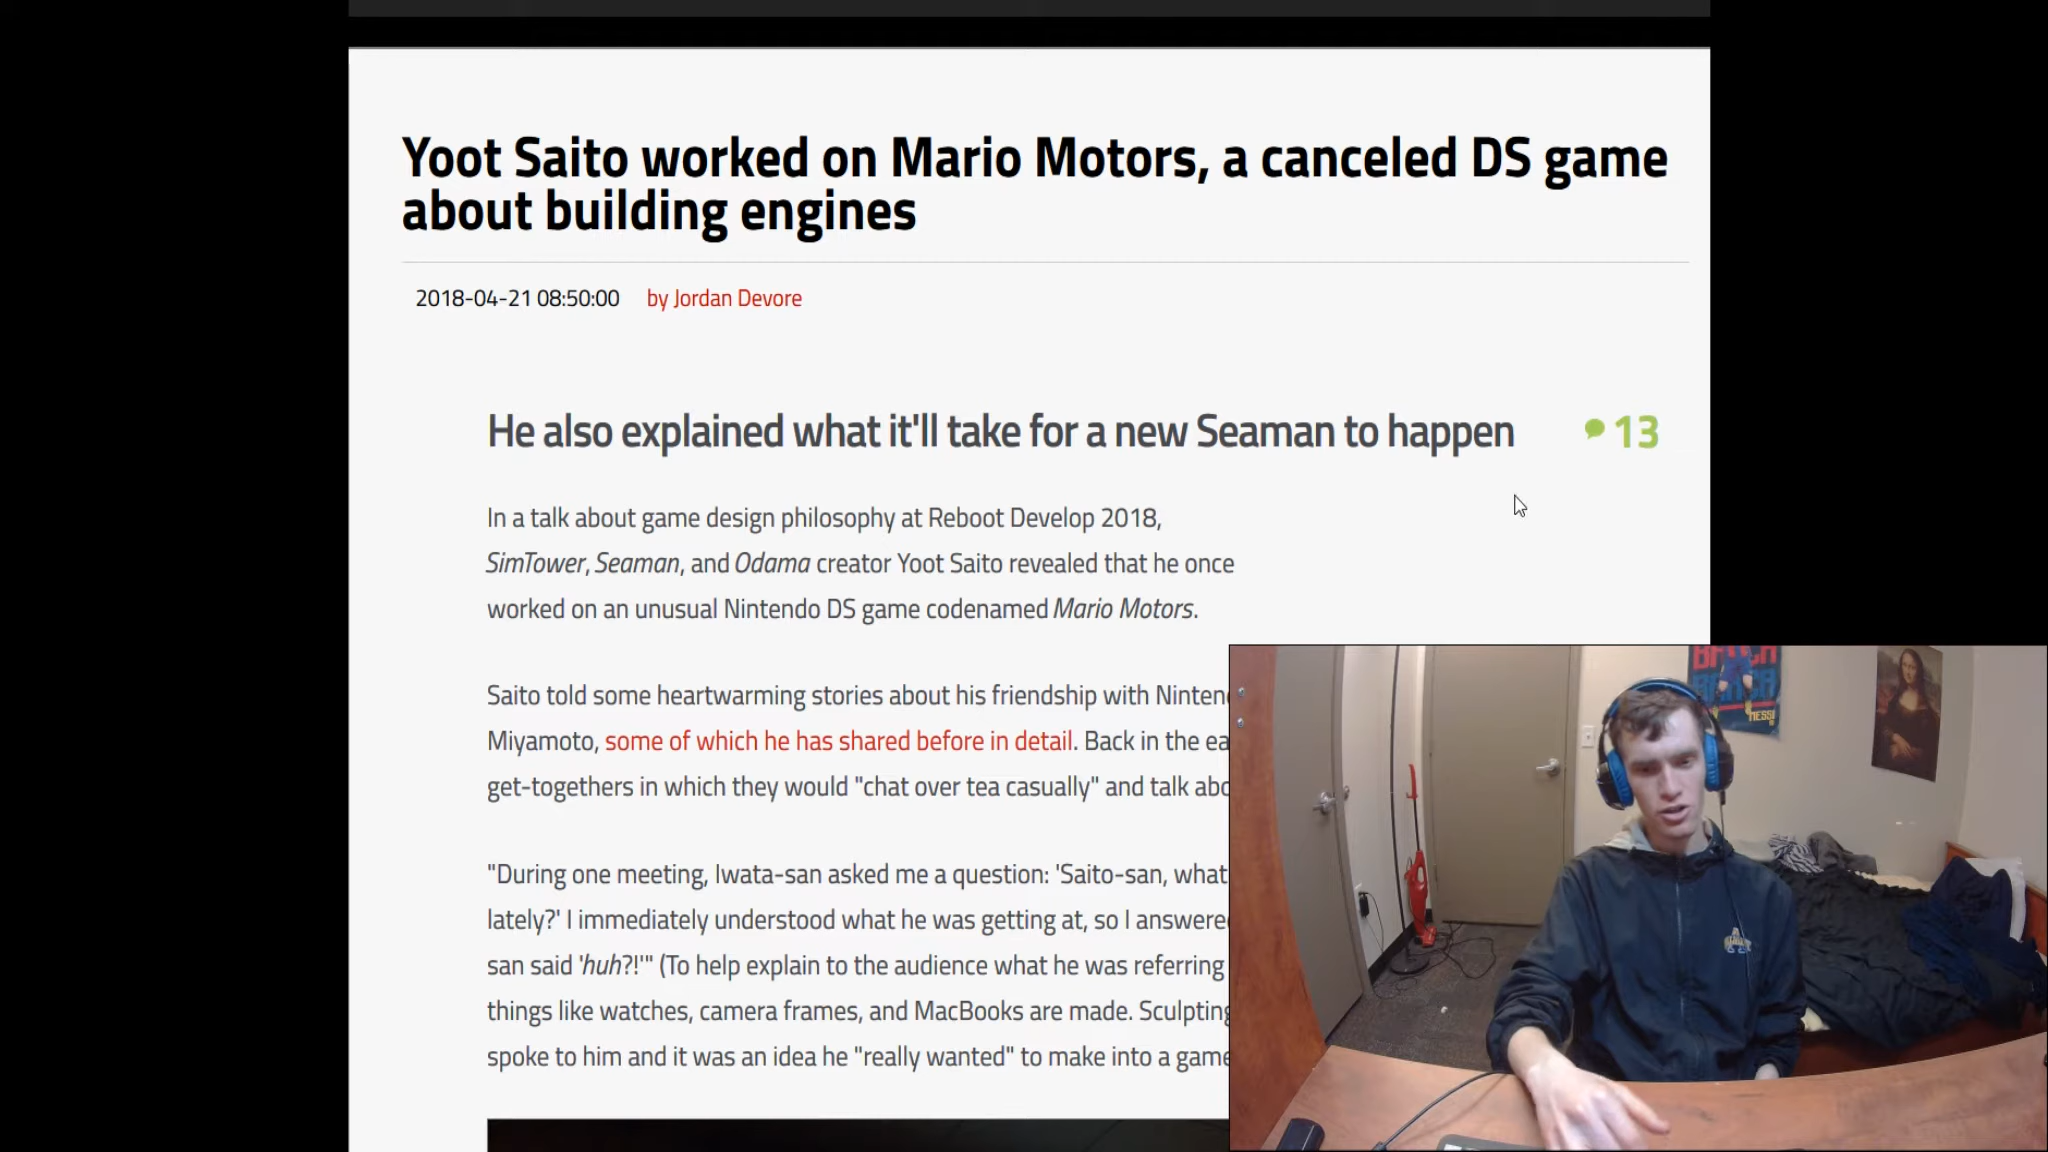 Yoot Saito worked on Mario Motors, a canceled DS game
about building engines
2018-04-21 08:50:00 by Jordan Devore
He also explained what it'll take for a new Seaman to happen
13
In a talk about game design philosophy at Reboot Develop 2018,
SimTower, Seaman, and Odama creator Yoot Saito revealed that he once
worked on an unusual Nintendo DS game codenamed Mario Motors.
Saito told some heartwarming stories about his friendship with
Miyamoto, some of which he has shared before in detail. Back in the
get-togethers in which they would "chat over tea casually" and talk
"During one meeting, Iwata-san asked me a question: 'Saito-san, what
lately?' I immediately understood what he was getting at, so I answered
san said 'huh?!'" (To help explain to the audience what he was referring
things like watches, camera frames, and MacBooks are made. Sculpting
spoke to him and it was an idea he "really wanted" to make into a game
MESSI